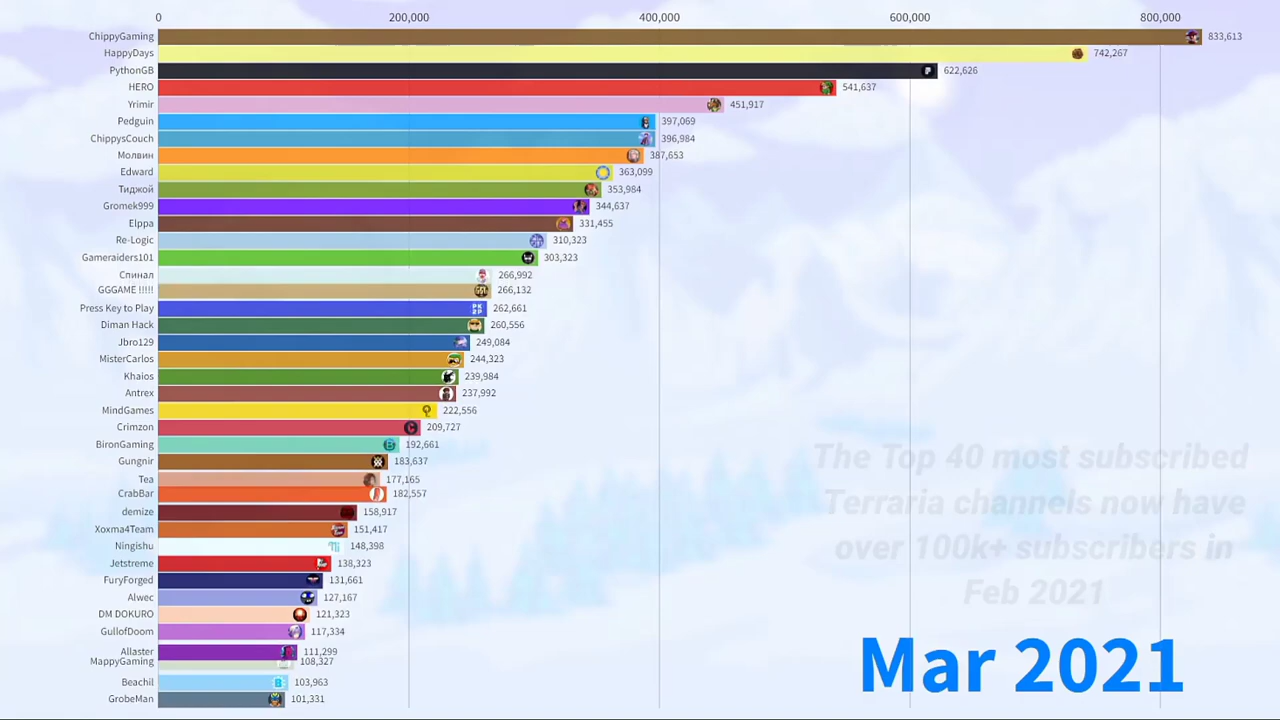 0 200,000 400,000 600,000 800,000
ChippyGaming 833,613
HappyDays 742,267
PythonGB 622,626
HERO 541,637
Yrimir 451,917
Pedguin 397,069
ChippysCouch 396,984
Молвин 387,653
Edward 363,099
Тиджой 353,984
Gromek999 344,637
Elppa 331,455
Re-Logic 310,323
Gameraiders101 303,323
Спинал 266,992
GGGAME !!!!! 266,132
Press Key to Play 262,661
Diman Hack 260,556
Jbro129 249,084
MisterCarlos 244,323
Khaios 239,984
Antrex 237,992
MindGames 222,556
Crimzon 209,727
BironGaming 192,661
Gungnir 183,637
Tea 177,165
CrabBar 182,557
demize 158,917
Xoxma4Team 151,417
Ningishu 148,398
Jetstreme 138,323
FuryForged 131,661
Alwec 127,167
DM DOKURO 121,323
GullofDoom 117,334
Allaster 111,299
MappyGaming 108,327
Beachil 103,963
GrobeMan 101,331
The Top 40 most subscribed
Terraria channels now have
over 100k+ subscribers in
Feb 2021
Mar 2021